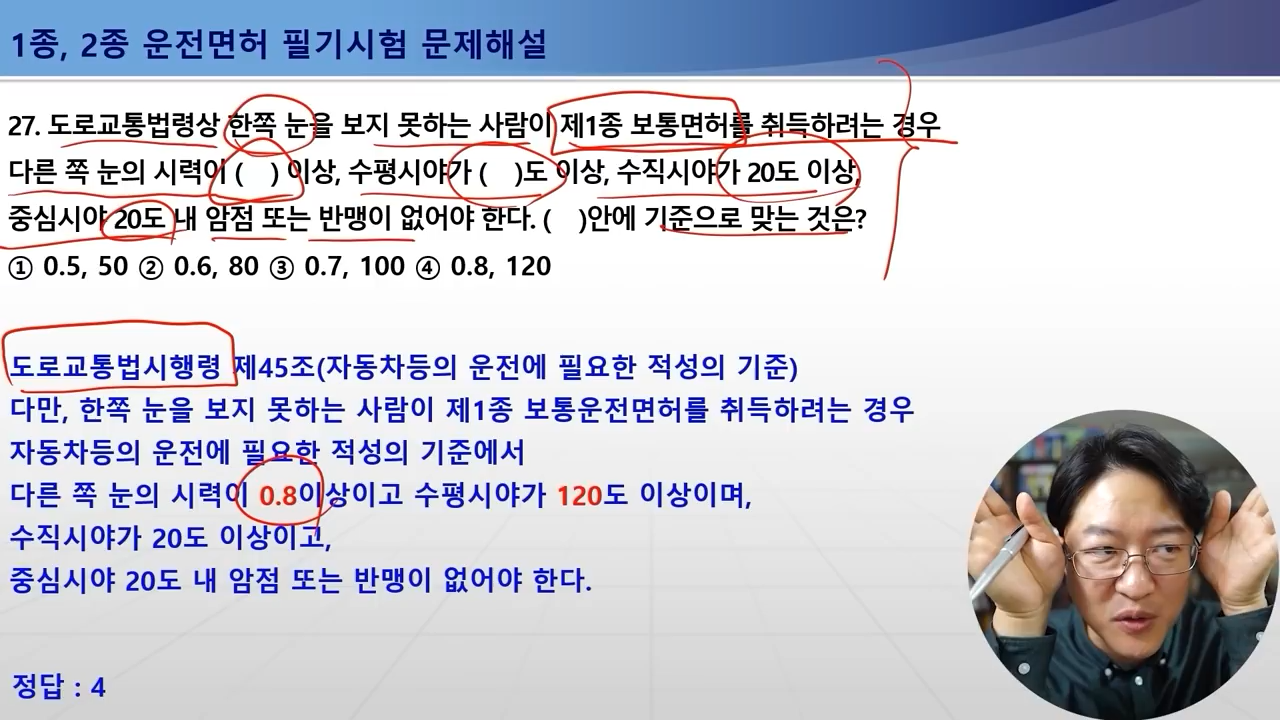 1종, 2종 운전면허 필기시험 문제해설
27. 도로교통법령상 한쪽 눈을 보지 못하는 사람이 제1종 보통면허를 취득하려는 경우
다른 쪽 눈의 시력이 (   ) 이상, 수평시야가 (   )도 이상, 수직시야가 20도 이상,
중심시야 20도 내 암점 또는 반맹이 없어야 한다. (   )안에 기준으로 맞는 것은?
① 0.5, 50 ② 0.6, 80 ③ 0.7, 100 ④ 0.8, 120
도로교통법시행령 제45조(자동차등의 운전에 필요한 적성의 기준)
다만, 한쪽 눈을 보지 못하는 사람이 제1종 보통운전면허를 취득하려는 경우
자동차등의 운전에 필요한 적성의 기준에서
다른 쪽 눈의 시력이 0.8이상이고 수평시야가 120도 이상이며,
수직시야가 20도 이상이고,
중심시야 20도 내 암점 또는 반맹이 없어야 한다.
정답 : 4